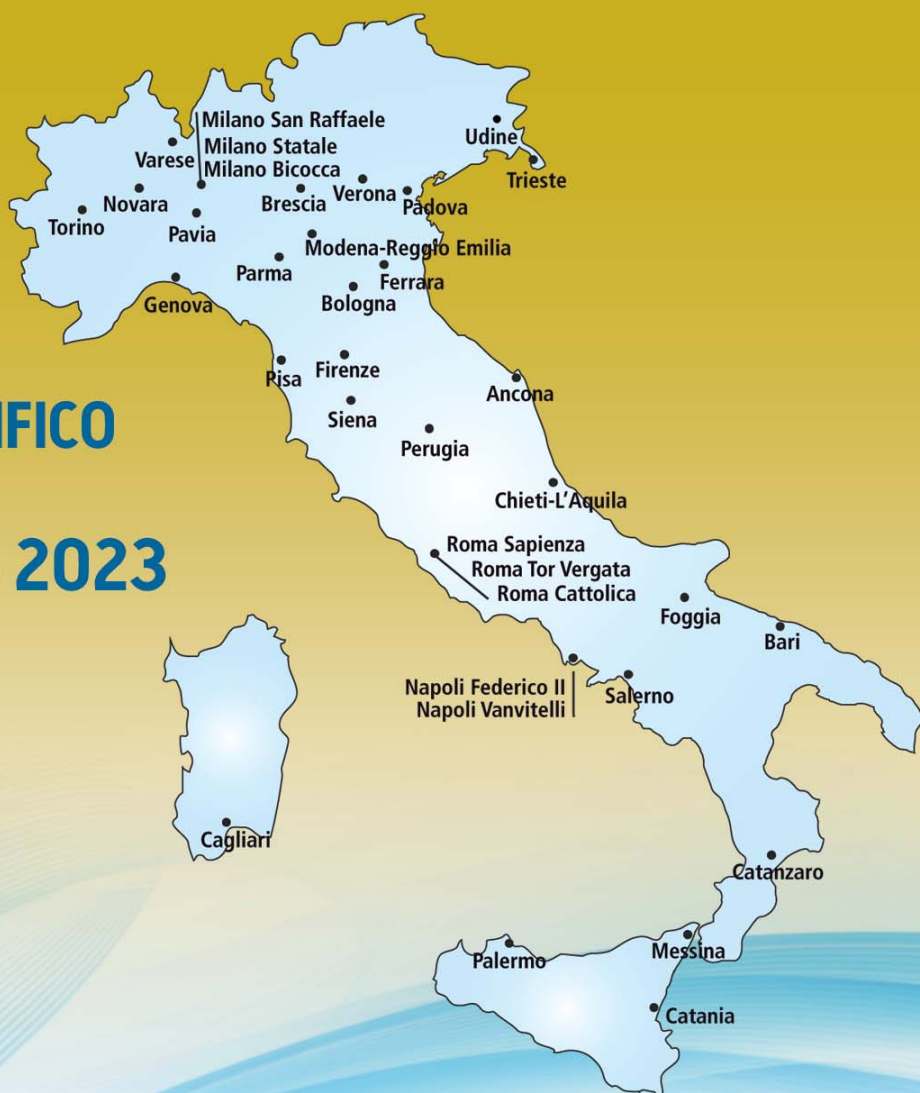 Milano San Raffaele
Milano Statale
Milano Bicocca
Udine
Varese
Trieste
Novara
Brescia
Verona
Padova
Torino
Pavia
Modena-Reggio Emilia
Parma
Ferrara
Genova
Bologna
Pisa
Firenze
Ancona
IFICO
Siena
Perugia
Chieti-L'Aquila
2023
Roma Sapienza
Roma Tor Vergata
Roma Cattolica
Foggia
Bari
Napoli Federico II
Napoli Vanvitelli
Salerno
Cagliari
Catanzaro
Palermo
Messina
Catania